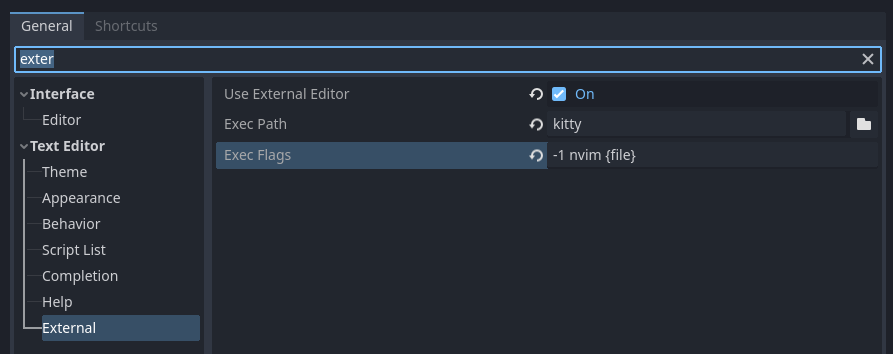 General Shortcuts
exter
Interface
Editor
Text Editor
Theme
Appearance
Behavior
Script List
Completion
Help
External
Use External Editor On
Exec Path kitty
Exec Flags -1 nvim {file}